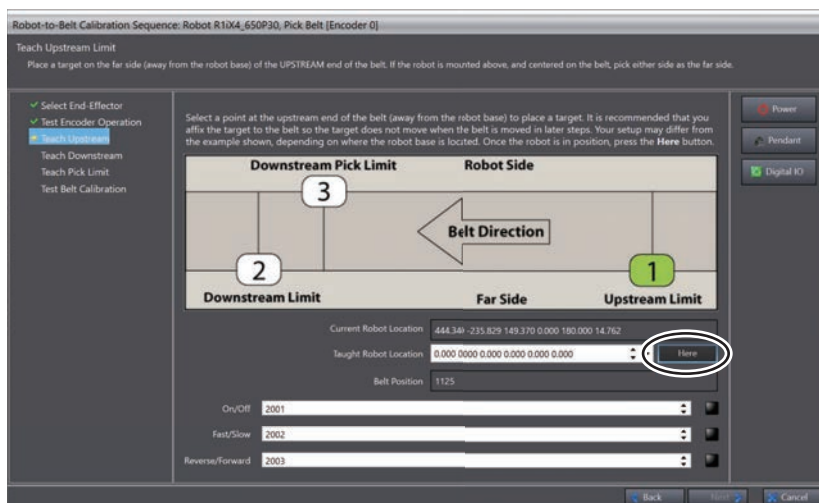 Robot-to-Belt Calibration Sequence: Robot R1iX4_650P30, Pick Belt [Encoder 0]
Teach Upstream Limit
Place a target on the far side (away from the robot base) of the UPSTREAM end of the belt. If the robot is mounted above, and centered on the belt, pick either side as the far side.
Select End-Effector
Test Encoder Operation
Teach Upstream
Teach Downstream
Teach Pick Limit
Test Belt Calibration
Select a point at the upstream end of the belt (away from the robot base) to place a target. It is recommended that you
affix the target to the belt so the target does not move when the belt is moved in later steps. Your setup may differ from
the example shown, depending on where the robot base is located. Once the robot is in position, press the Here button.
Downstream Pick Limit
Robot Side
3
Belt Direction
2
1
Downstream Limit
Far Side
Upstream Limit
Current Robot Location
-235.829 149.370 0.000 180.000 14.762
Taught Robot Location
0.000 0000 0.000 0.000 0.000 0.000
Here
Belt Position
1125
On/Off
2001
Fast/Slow
2002
Reverse/Forward
2003
Power
Pendant
Digital IO
Back
Next
Cancel